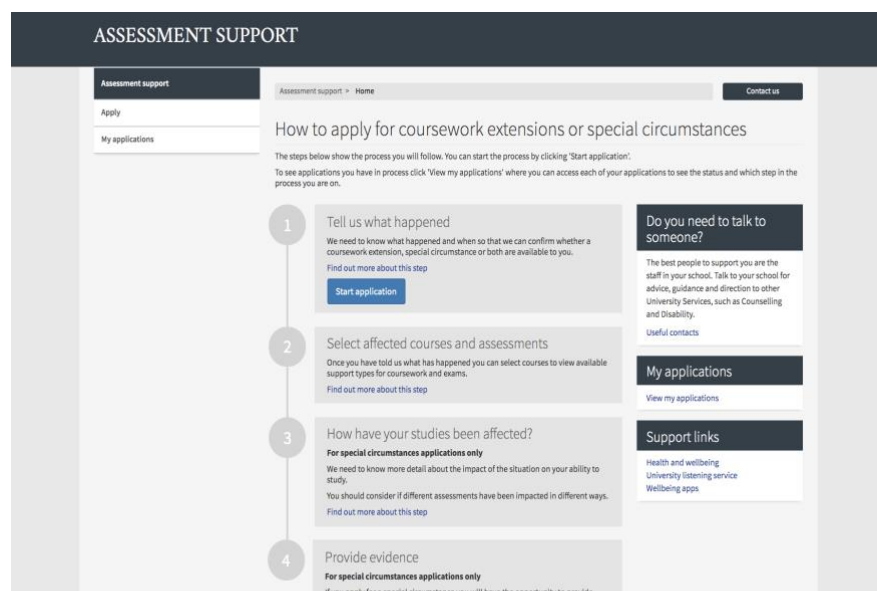 ASSESSMENT SUPPORT
Assessment support
Apply
My applications
Assessment support > Home
Contact us
How to apply for coursework extensions or special circumstances
The steps below show the process you will follow. You can start the process by clicking 'Start application'.
To see applications you have in process click 'View my applications' where you can access each of your applications to see the status and which step in the
process you are on.
1
Tell us what happened
We need to know what happened and when so that we can confirm whether a
coursework extension, special circumstance or both are available to you.
Find out more about this step
Start application
2
Select affected courses and assessments
Once you have told us what has happened you can select courses to view available
support types for coursework and exams.
Find out more about this step
3
How have your studies been affected?
For special circumstances applications only
We need to know more detail about the impact of the situation on your ability to
study.
You should consider if different assessments have been impacted in different ways.
Find out more about this step
4
Provide evidence
For special circumstances applications only
Do you need to talk to
someone?
The best people to support you are the
staff in your school. Talk to your school for
advice, guidance and direction to other
University Services, such as Counselling
and Disability.
Useful contacts
My applications
View my applications
Support links
Health and wellbeing
University listening service
Wellbeing apps